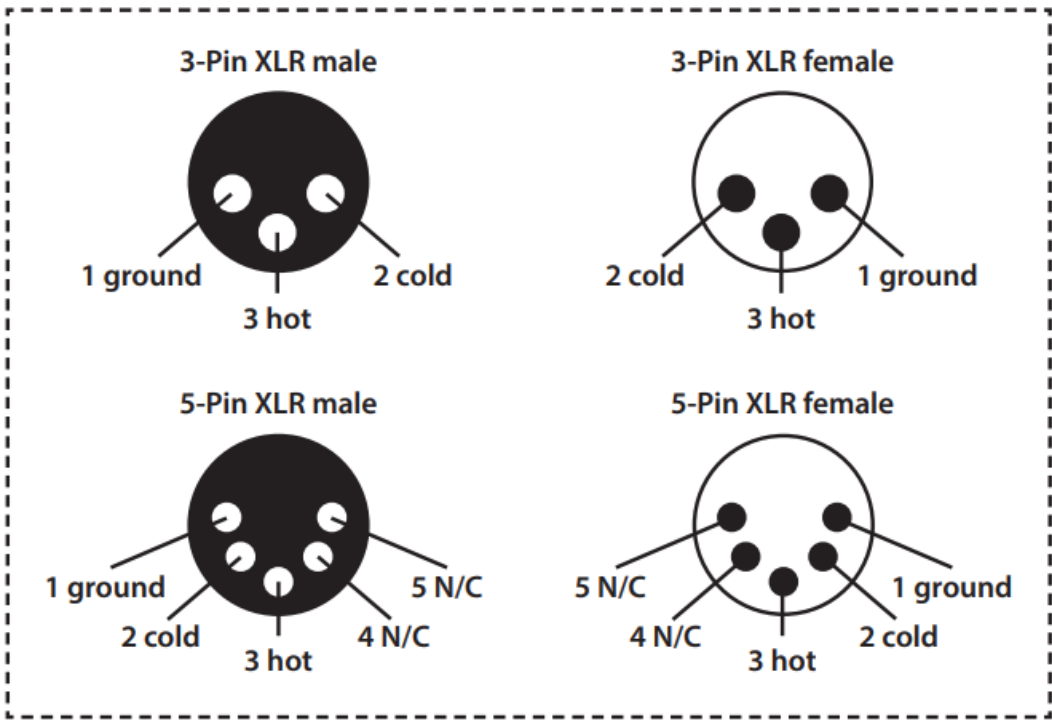 3-Pin XLR male
1 ground
2 cold
3 hot
3-Pin XLR female
2 cold
1 ground
3 hot
5-Pin XLR male
1 ground
5 N/C
2 cold
4 N/C
3 hot
5-Pin XLR female
5 N/C
1 ground
4 N/C
2 cold
3 hot